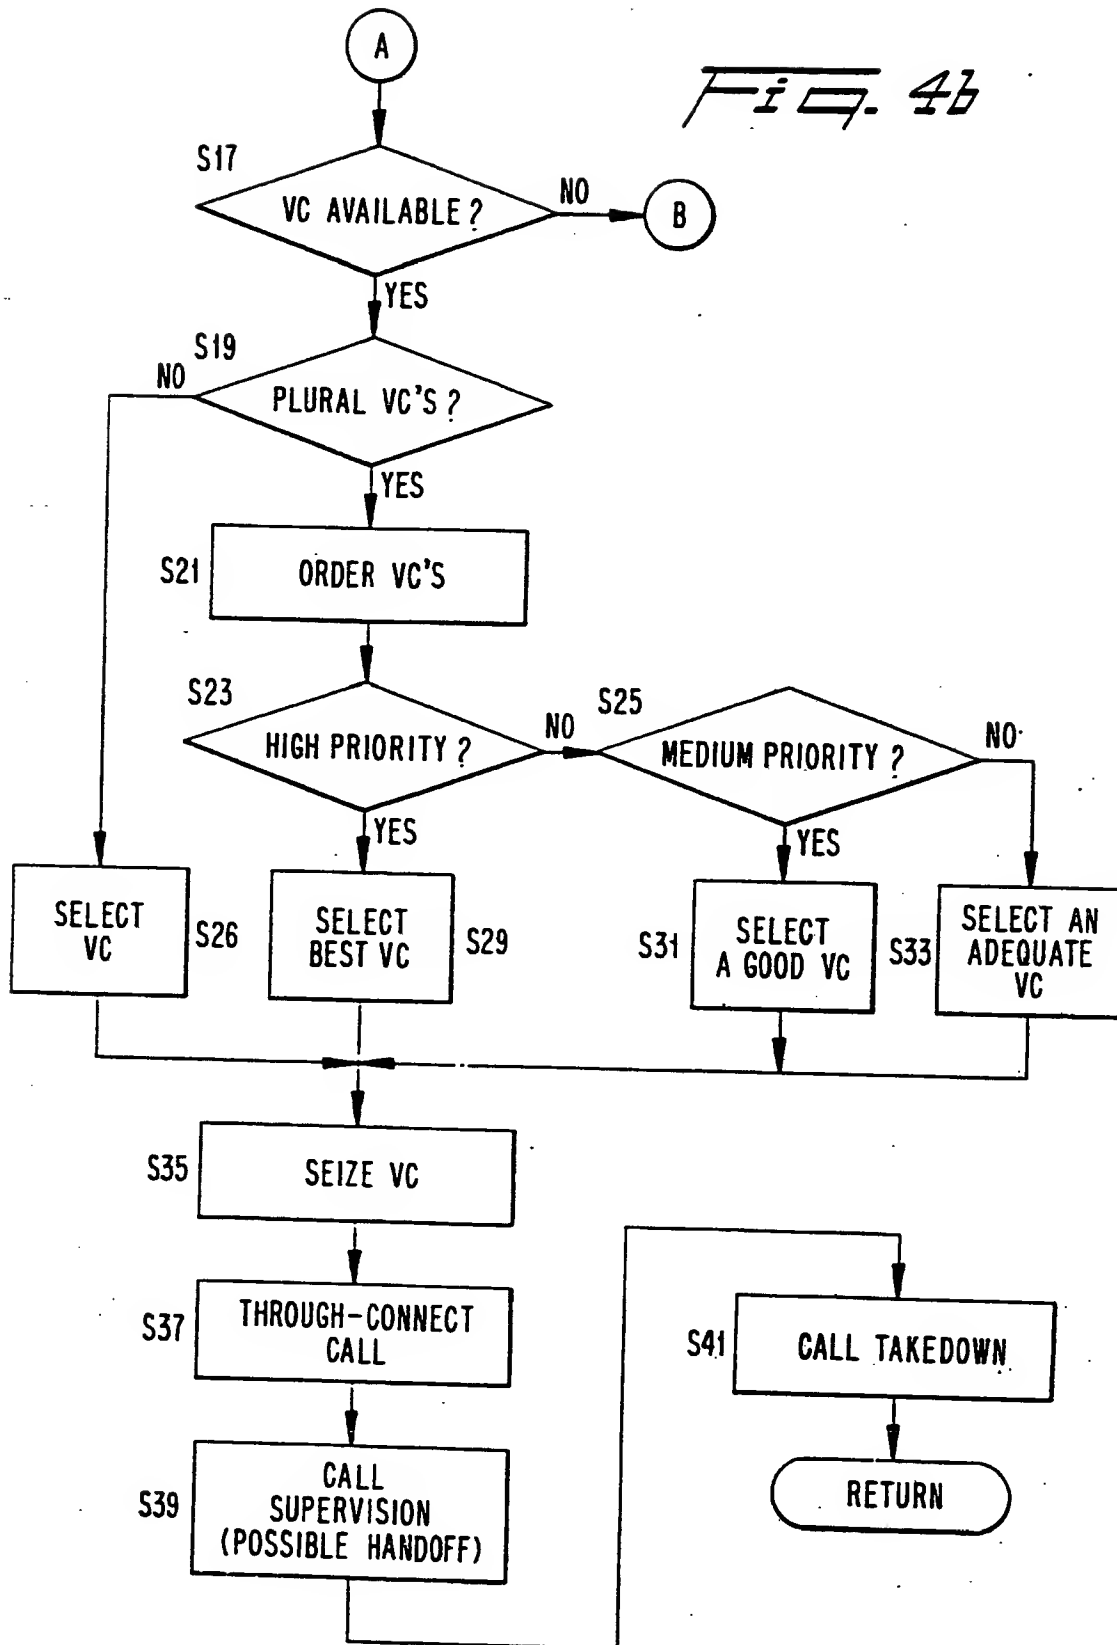 A
Fig. 4b
S17
VC AVAILABLE?
NO
B
YES
S19
NO
PLURAL VC'S?
YES
S21
ORDER VC'S
S23
HIGH PRIORITY?
NO
S25
MEDIUM PRIORITY?
NO
YES
YES
SELECT
VC
S26
SELECT
BEST VC
S29
S31
SELECT
A GOOD VC
S33
SELECT AN
ADEQUATE
VC
S35
SEIZE VC
S37
THROUGH-CONNECT
CALL
S41
CALL TAKEDOWN
S39
CALL
SUPERVISION
(POSSIBLE HANDOFF)
RETURN